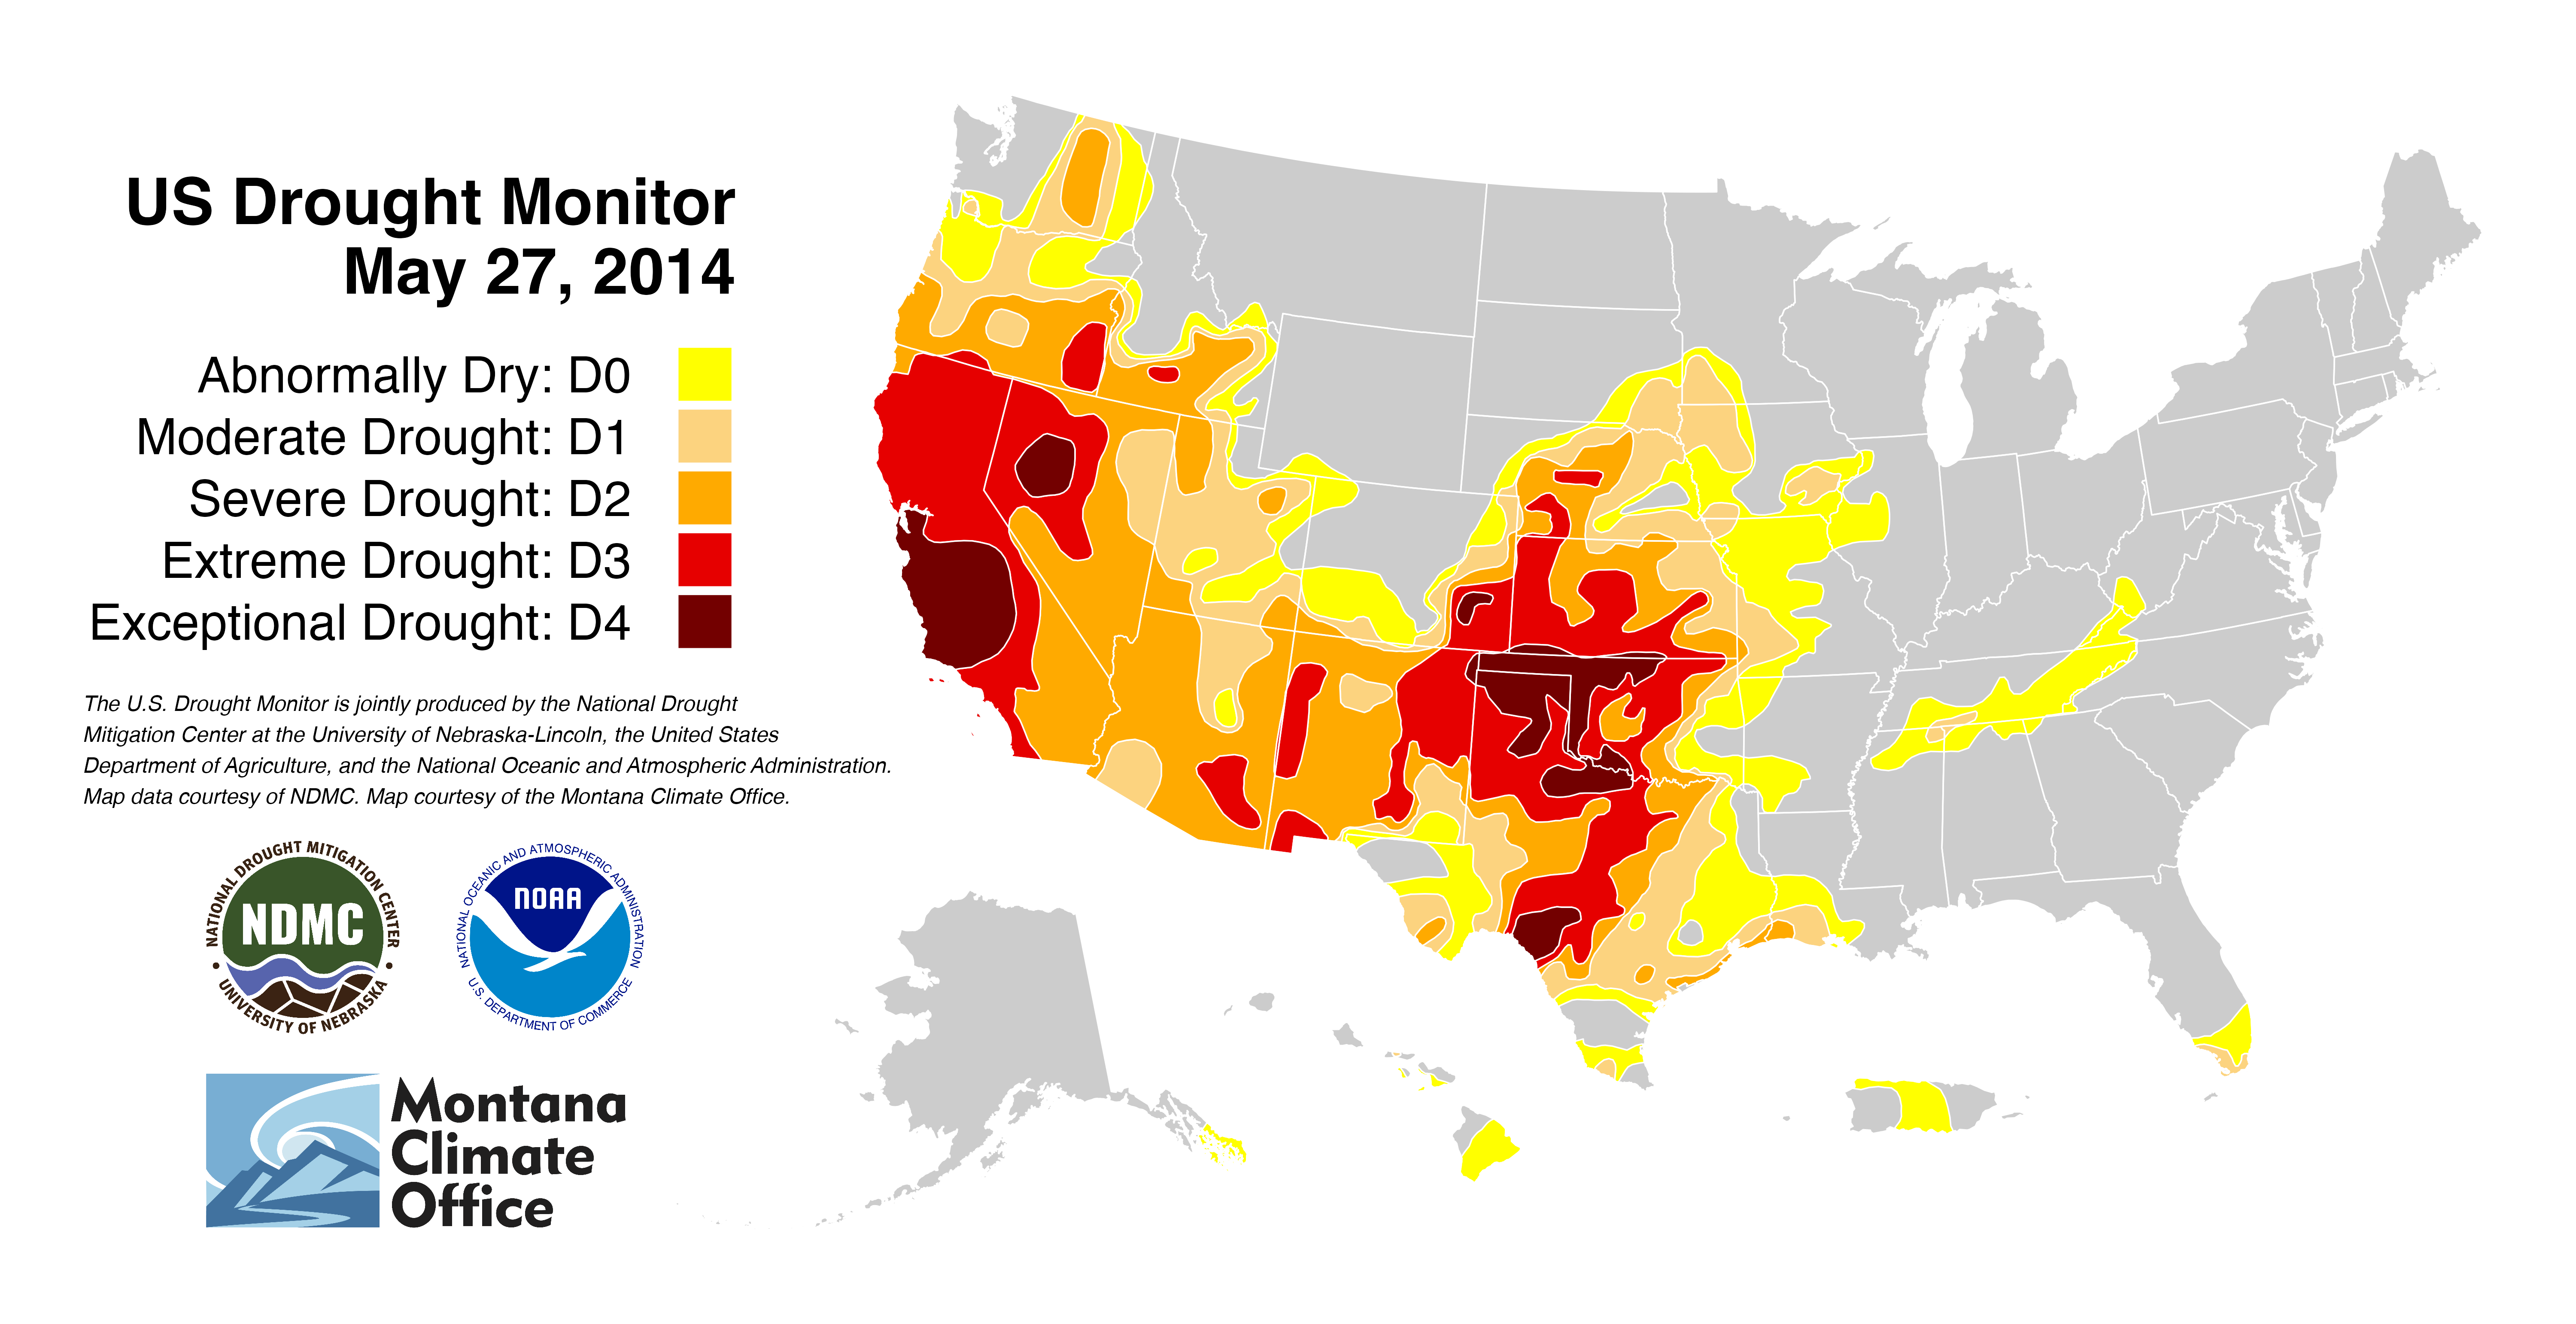 US Drought Monitor
May 27, 2014
Abnormally Dry: D0
Moderate Drought: D1
Severe Drought: D2
Extreme Drought: D3
Exceptional Drought: D4
The U.S. Drought Monitor is jointly produced by the National Drought
Mitigation Center at the University of Nebraska-Lincoln, the United States
Department of Agriculture, and the National Oceanic and Atmospheric Administration.
Map data courtesy of NDMC. Map courtesy of the Montana Climate Office.
NATIONAL DROUGHT MITIGATION CENTER
NDMC
UNIVERSITY OF NEBRASKA
NATIONAL OCEANIC AND ATMOSPHERIC ADMINISTRATION
NOAA
U.S. DEPARTMENT OF COMMERCE
Montana
Climate
Office